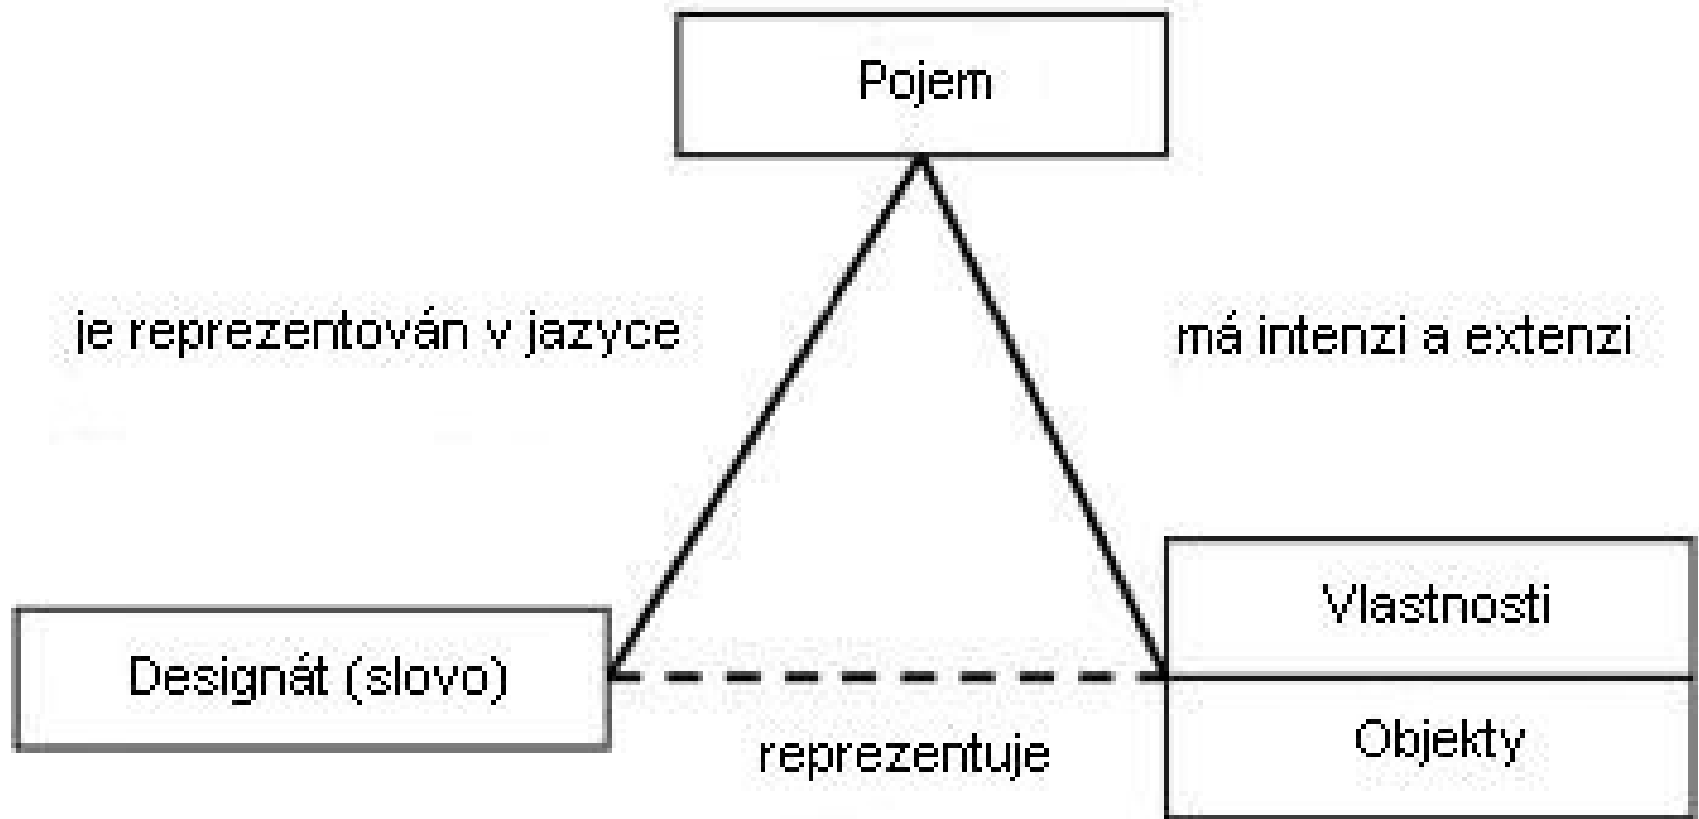 Pojem
je reprezentován v jazyce
má intenzi a extenzi
Vlastnosti
Designát (slovo)
Objekty
reprezentuje